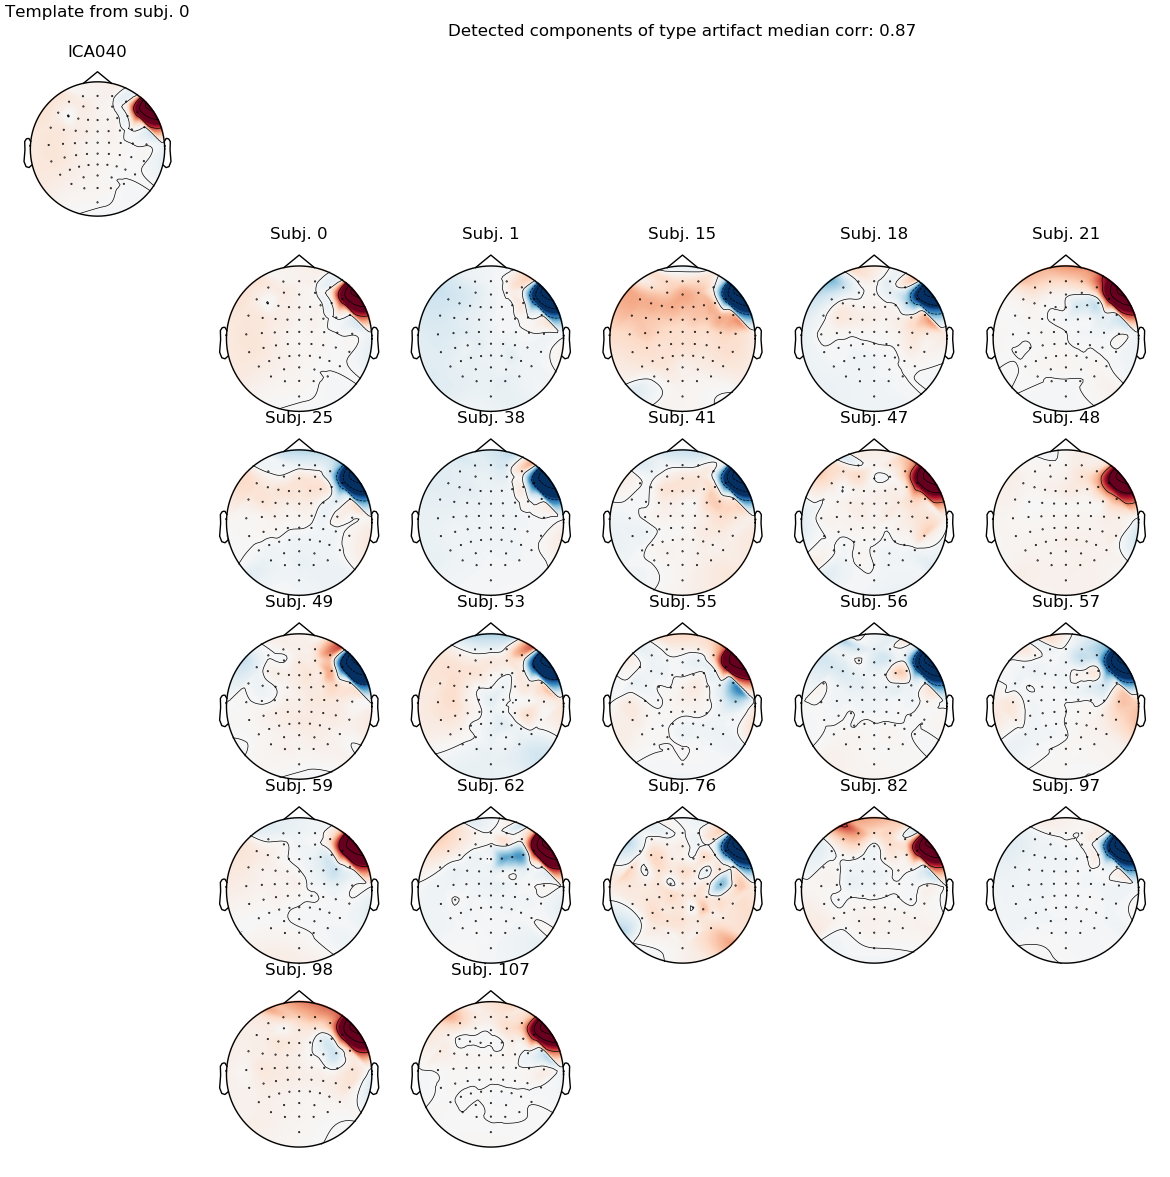 Template from subj. 0
Detected components of type artifact median corr: 0.87
ICA040
Subj. 0 Subj. 1 Subj. 15 Subj. 18 Subj. 21
Subj. 25 Subj. 38 Subj. 41 Subj. 47 Subj. 48
Subj. 49 Subj. 53 Subj. 55 Subj. 56 Subj. 57
Subj. 59 Subj. 62 Subj. 76 Subj. 82 Subj. 97
Subj. 98 Subj. 107